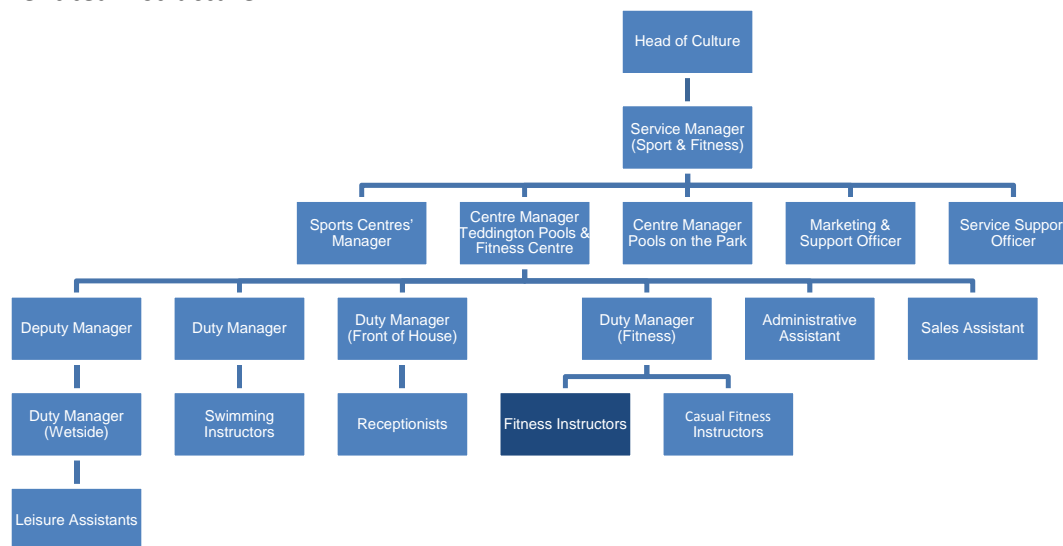 Head of Culture
Service Manager
(Sport & Fitness)
Sports Centres'
Manager
Centre Manager
Teddington Pools &
Fitness Centre
Centre Manager
Pools on the Park
Marketing &
Support Officer
Service Support
Officer
Deputy Manager
Duty Manager
Duty Manager
(Front of House)
Duty Manager
(Fitness)
Administrative
Assistant
Sales Assistant
Duty Manager
(Wetside)
Swimming
Instructors
Receptionists
Fitness Instructors
Casual Fitness
Instructors
Leisure Assistants